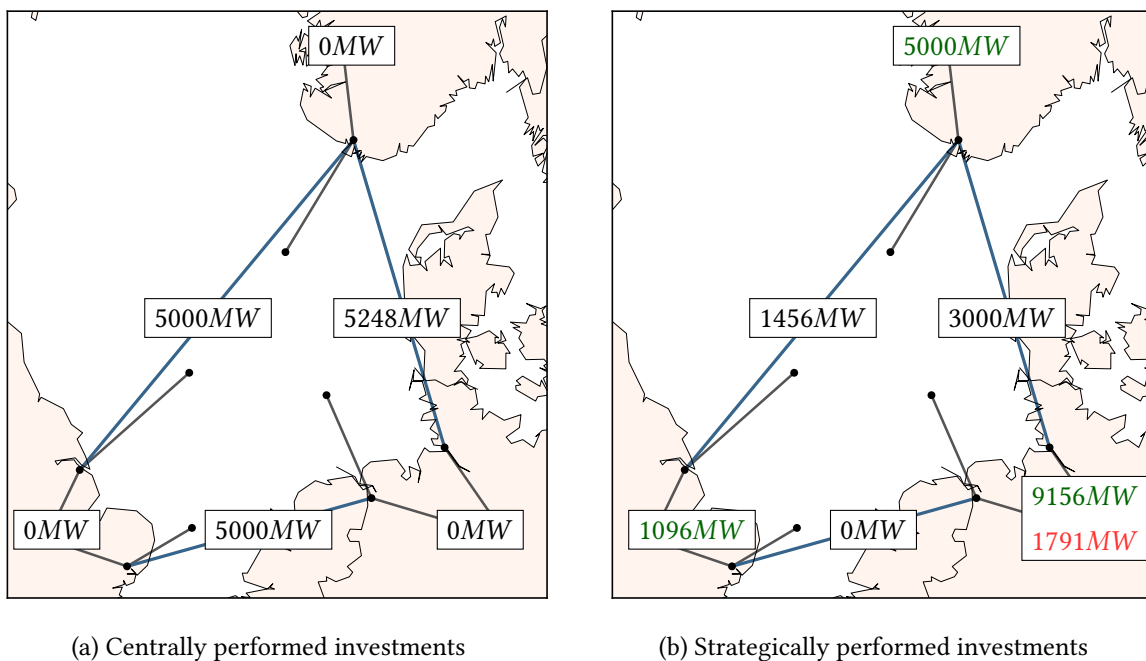 0MW
5000MW
5248MW
0MW
5000MW
0MW
(a) Centrally performed investments
5000MW
1456MW
3000MW
1096MW
0MW
9156MW
1791MW
(b) Strategically performed investments